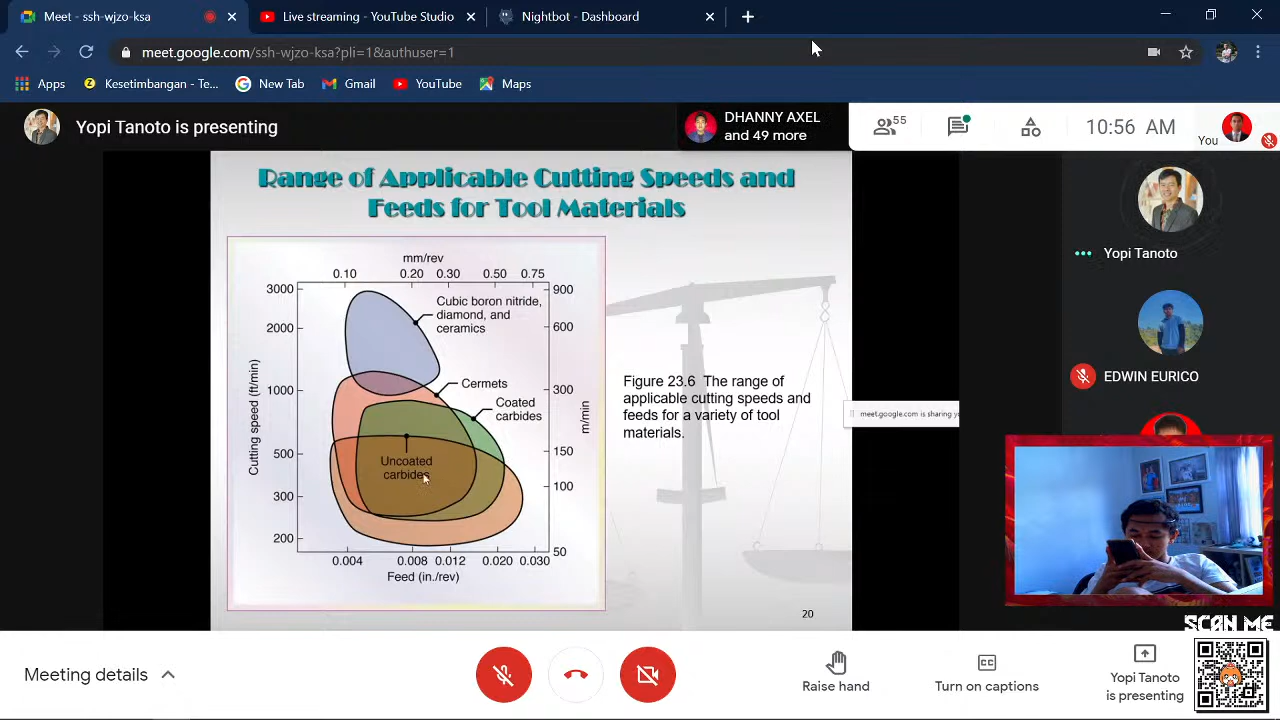 Meet - ssh-wjzo-ksa
Live streaming - YouTube Studio
Nightbot - Dashboard
meet.google.com/ssh-wjzo-ksa?pli=1&authuser=1
Apps
Kesetimbangan - Te...
New Tab
Gmail
YouTube
Maps
Yopi Tanoto is presenting
DHANNY AXEL
and 49 more
55
10:56 AM
You
Range of Applicable Cutting Speeds and
Feeds for Tool Materials
mm/rev
0.10 0.20 0.30 0.50 0.75
3000
2000
1000
500
300
200
Cutting speed (ft/min)
900
600
300
150
100
50
m/min
Cubic boron nitride,
diamond, and
ceramics
Cermets
Coated
carbides
Uncoated
carbides
0.004 0.008 0.012 0.020 0.030
Feed (in./rev)
Figure 23.6 The range of
applicable cutting speeds and
feeds for a variety of tool
materials.
20
meet.google.com is sharing
Yopi Tanoto
EDWIN EURICO
SCAN ME
Meeting details
Raise hand
Turn on captions
Yopi Tanoto
is presenting